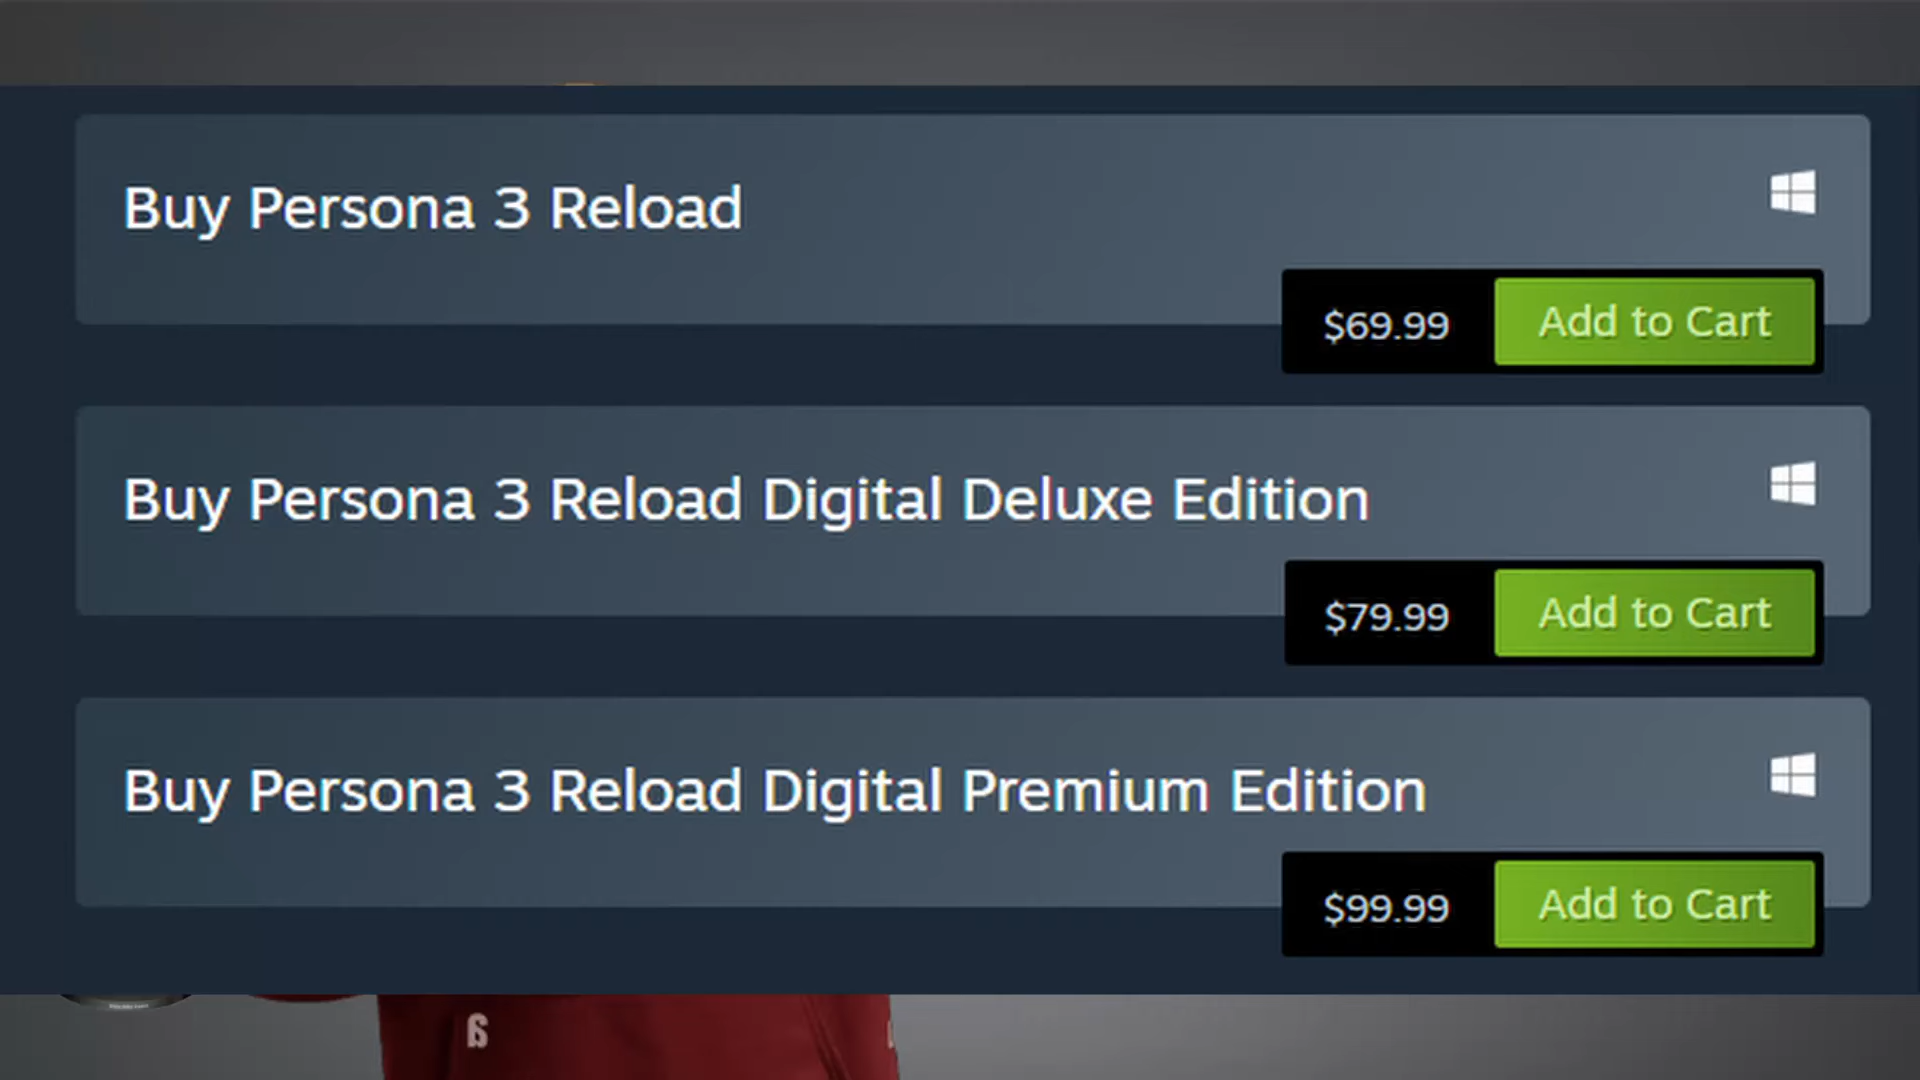 Buy Persona 3 Reload
$69.99 Add to Cart
Buy Persona 3 Reload Digital Deluxe Edition
$79.99 Add to Cart
Buy Persona 3 Reload Digital Premium Edition
$99.99 Add to Cart